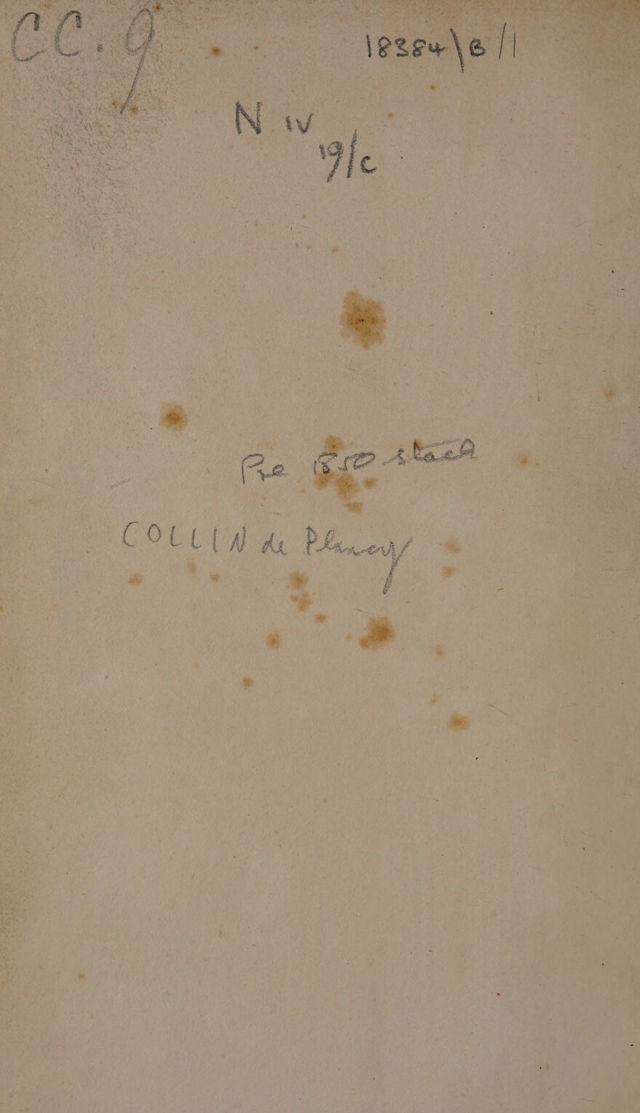 CC. 9
18384\B/1
N iv
19/c
Pre 1850 stack
COLLIN de Plancy